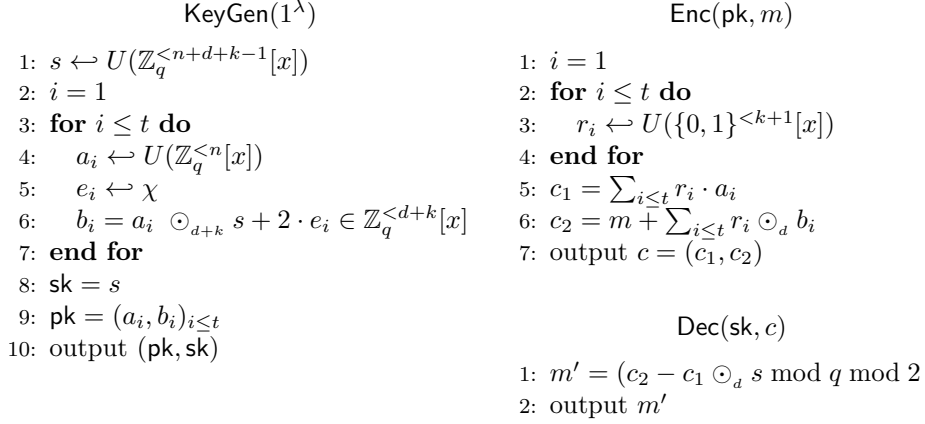 KeyGen(1^λ)
1: s ↩ U(ℤ_q^{<n+d+k−1}[x])
2: i = 1
3: for i ≤ t do
4: a_i ↩ U(ℤ_q^{<n}[x])
5: e_i ↩ χ
6: b_i = a_i ⊙_{d+k} s + 2 · e_i ∈ ℤ_q^{<d+k}[x]
7: end for
8: sk = s
9: pk = (a_i, b_i)_{i≤t}
10: output (pk, sk)
Enc(pk, m)
1: i = 1
2: for i ≤ t do
3: r_i ↩ U({0, 1}^{<k+1}[x])
4: end for
5: c_1 = ∑_{i≤t} r_i · a_i
6: c_2 = m + ∑_{i≤t} r_i ⊙_d b_i
7: output c = (c_1, c_2)
Dec(sk, c)
1: m′ = (c_2 − c_1 ⊙_d s mod q mod 2
2: output m′